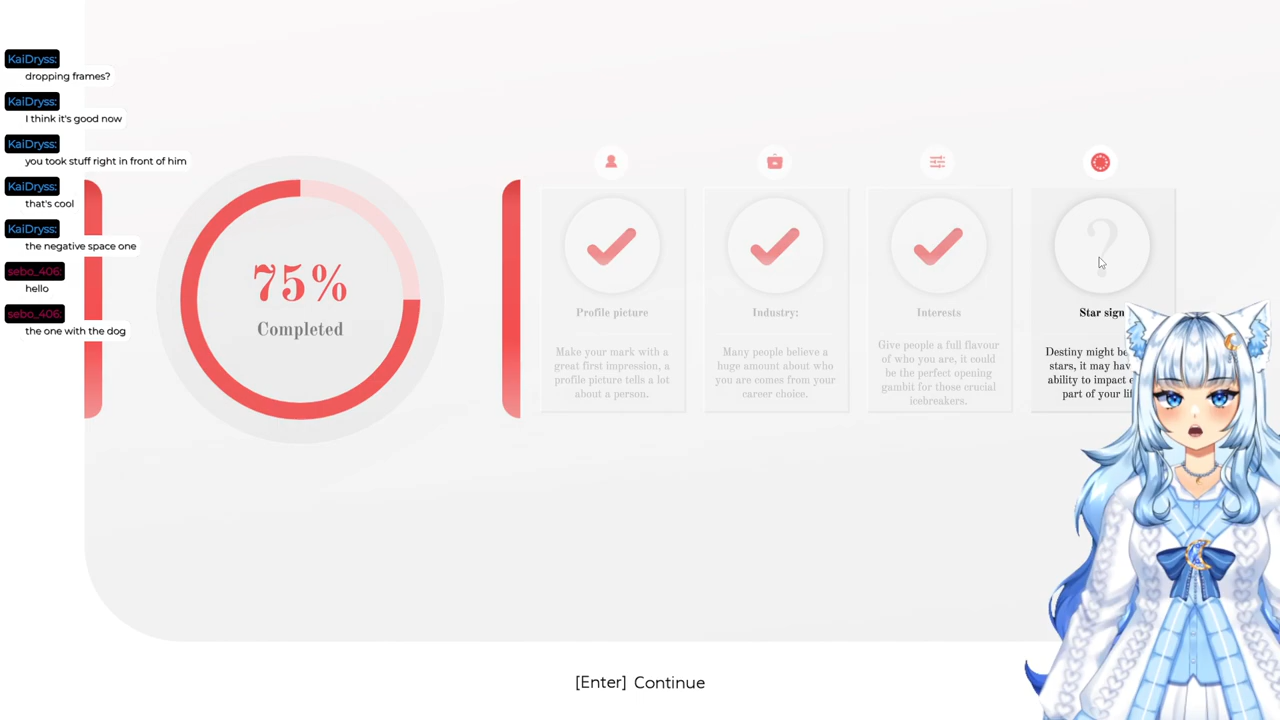 KaiDryss:
dropping frames?
KaiDryss:
I think it's good now
KaiDryss:
you took stuff right in front of him
KaiDryss:
that's cool
KaiDryss:
the negative space one
sebo_406:
hello
sebo_406:
the one with the dog
75%
Completed
Profile picture
Make your mark with a
great first impression, a
profile picture tells a lot
about a person.
Industry:
Many people believe a
huge amount about who
you are comes from your
career choice.
Interests
Give people a full flavour
of who you are, it could
be the perfect opening
gambit for those crucial
icebreakers.
?
Star sign
Destiny might be
stars, it may hav
ability to impact e
part of your li
[Enter] Continue